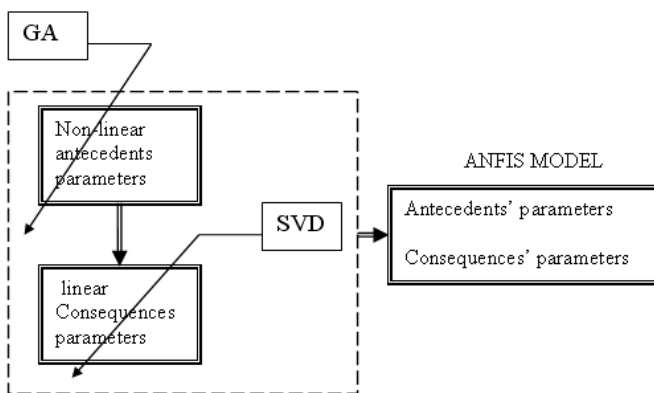 GA
Non-linear
antecedents
parameters
ANFIS MODEL
SVD
Antecedents' parameters
Consequences' parameters
linear
Consequences
parameters